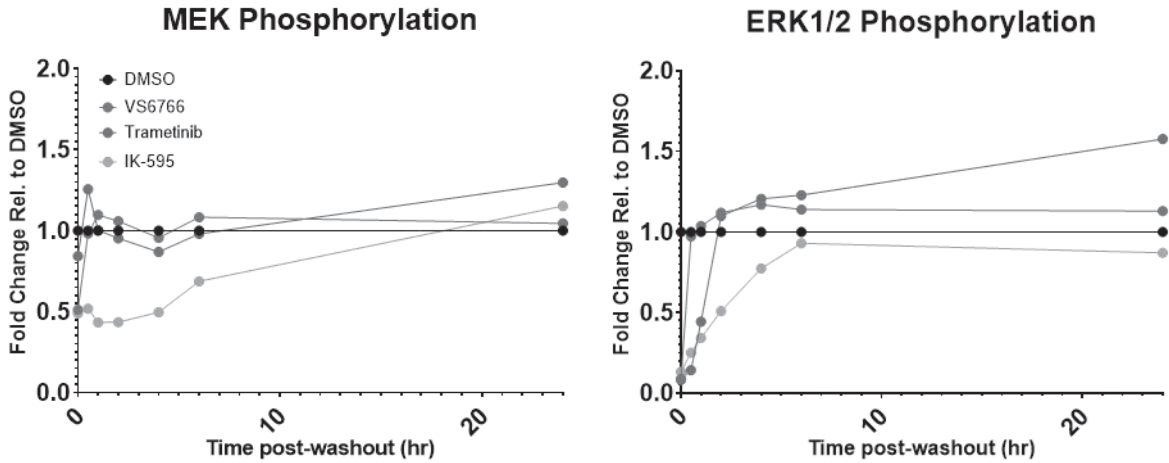 MEK Phosphorylation
Fold Change Rel. to DMSO
2.0
1.5
1.0
0.5
0.0
DMSO
VS6766
Trametinib
IK-595
0
10
20
Time post-washout (hr)
ERK1/2 Phosphorylation
Fold Change Rel. to DMSO
2.0
1.5
1.0
0.5
0.0
0
10
20
Time post-washout (hr)